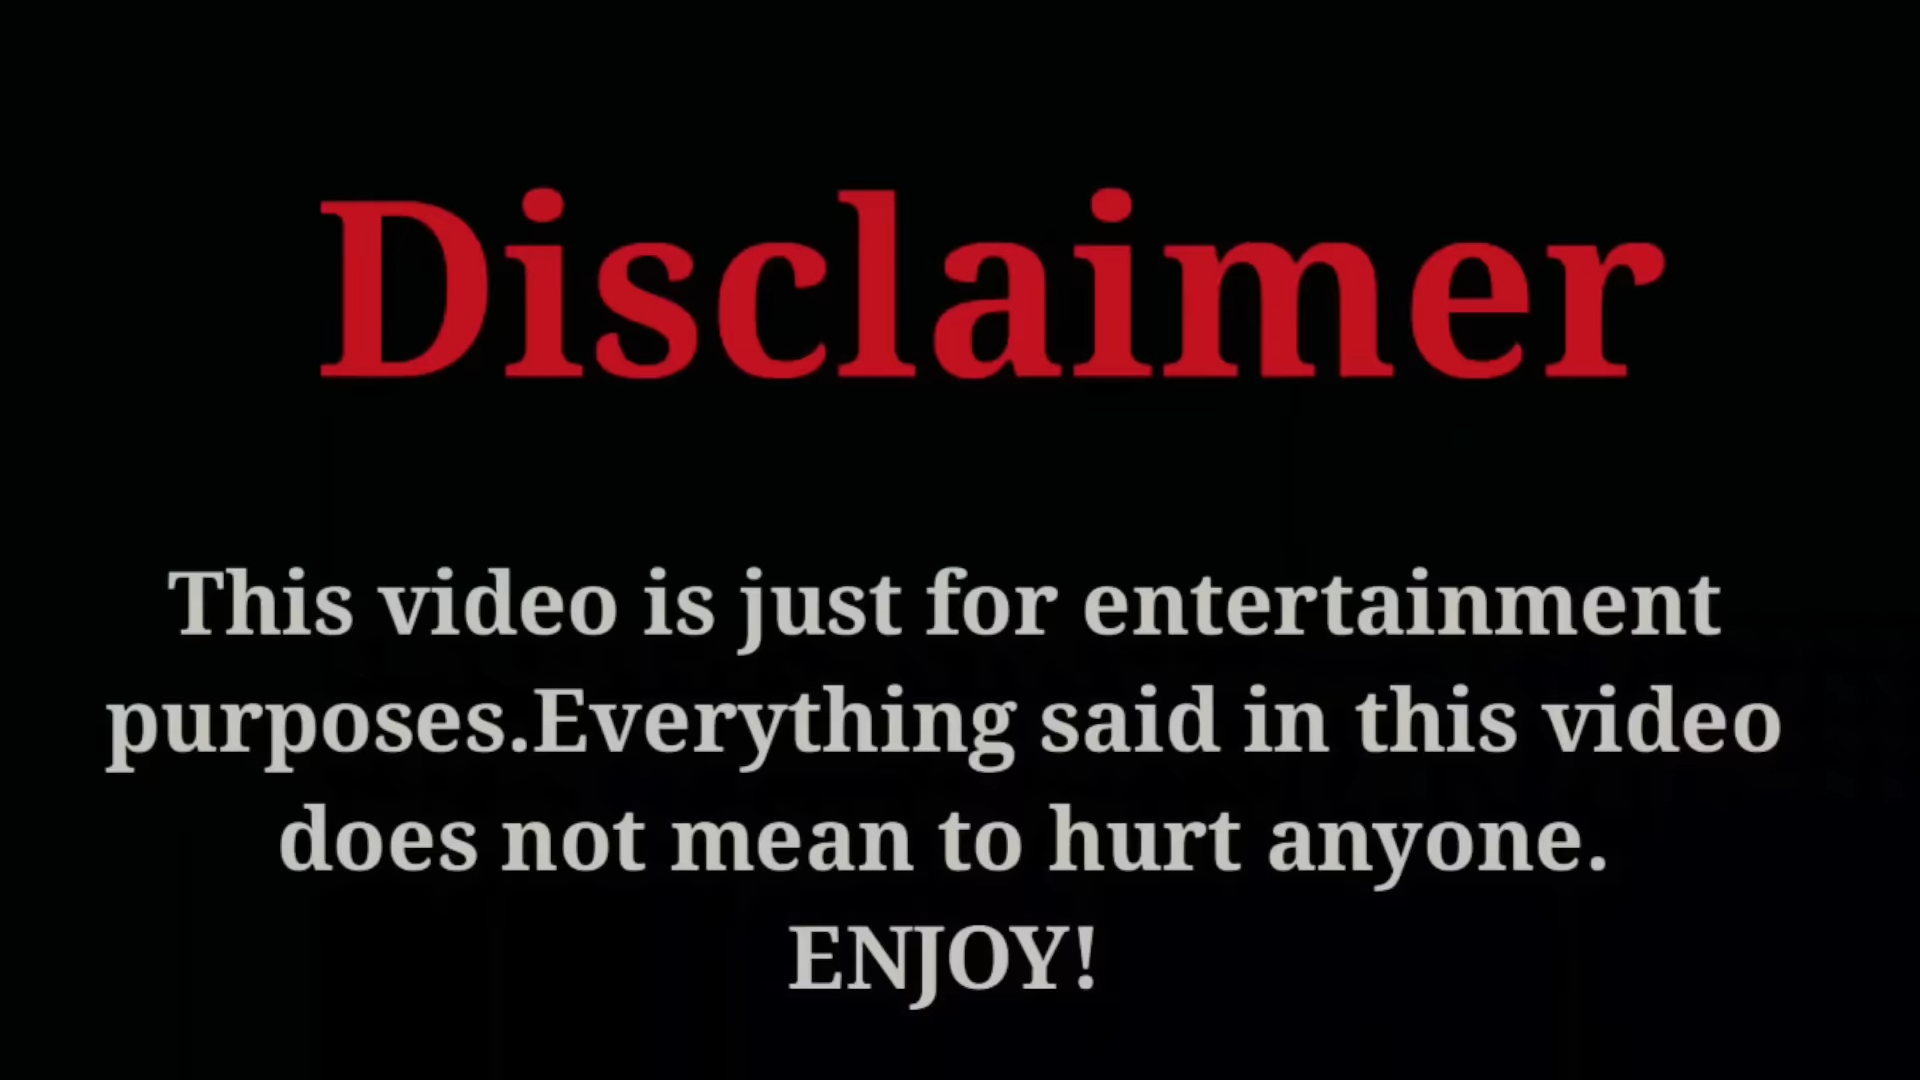 Disclaimer
This video is just for entertainment
purposes.Everything said in this video
does not mean to hurt anyone.
ENJOY!